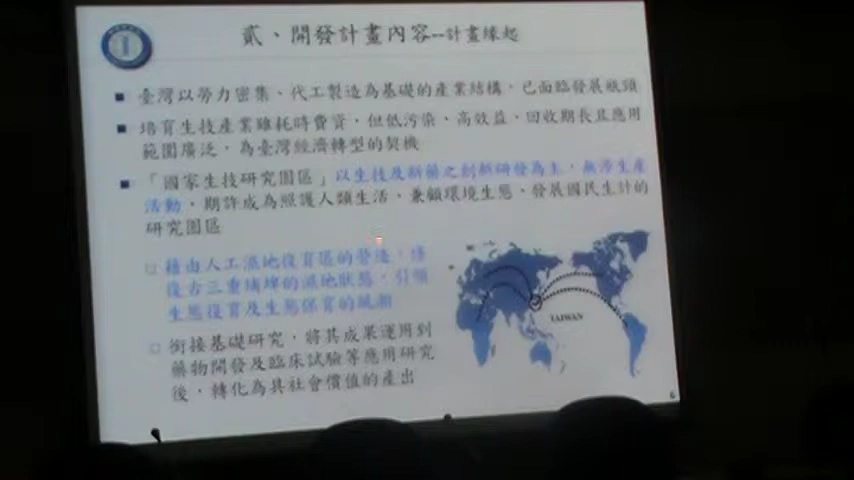 貳、開發計畫內容--計畫緣起
臺灣以勞力密集、代工製造為基礎的產業結構，已面臨發展瓶頸
培育生技產業雖耗時費資，但低污染、高效益、回收期長且應用
範圍廣泛，為臺灣經濟轉型的契機
「國家生技研究園區」以生技及新藥之創新研發為主，無涉生產
活動，期許成為照護人類生活、兼顧環境生態、發展國民生計的
研究園區
藉由人工濕地復育區的營造，修
復古三重埔埤的濕地狀態，引領
生態復育及生態保育的風潮
銜接基礎研究，將其成果運用到
藥物開發及臨床試驗等應用研究
後，轉化為具社會價值的產出
TAIWAN
6